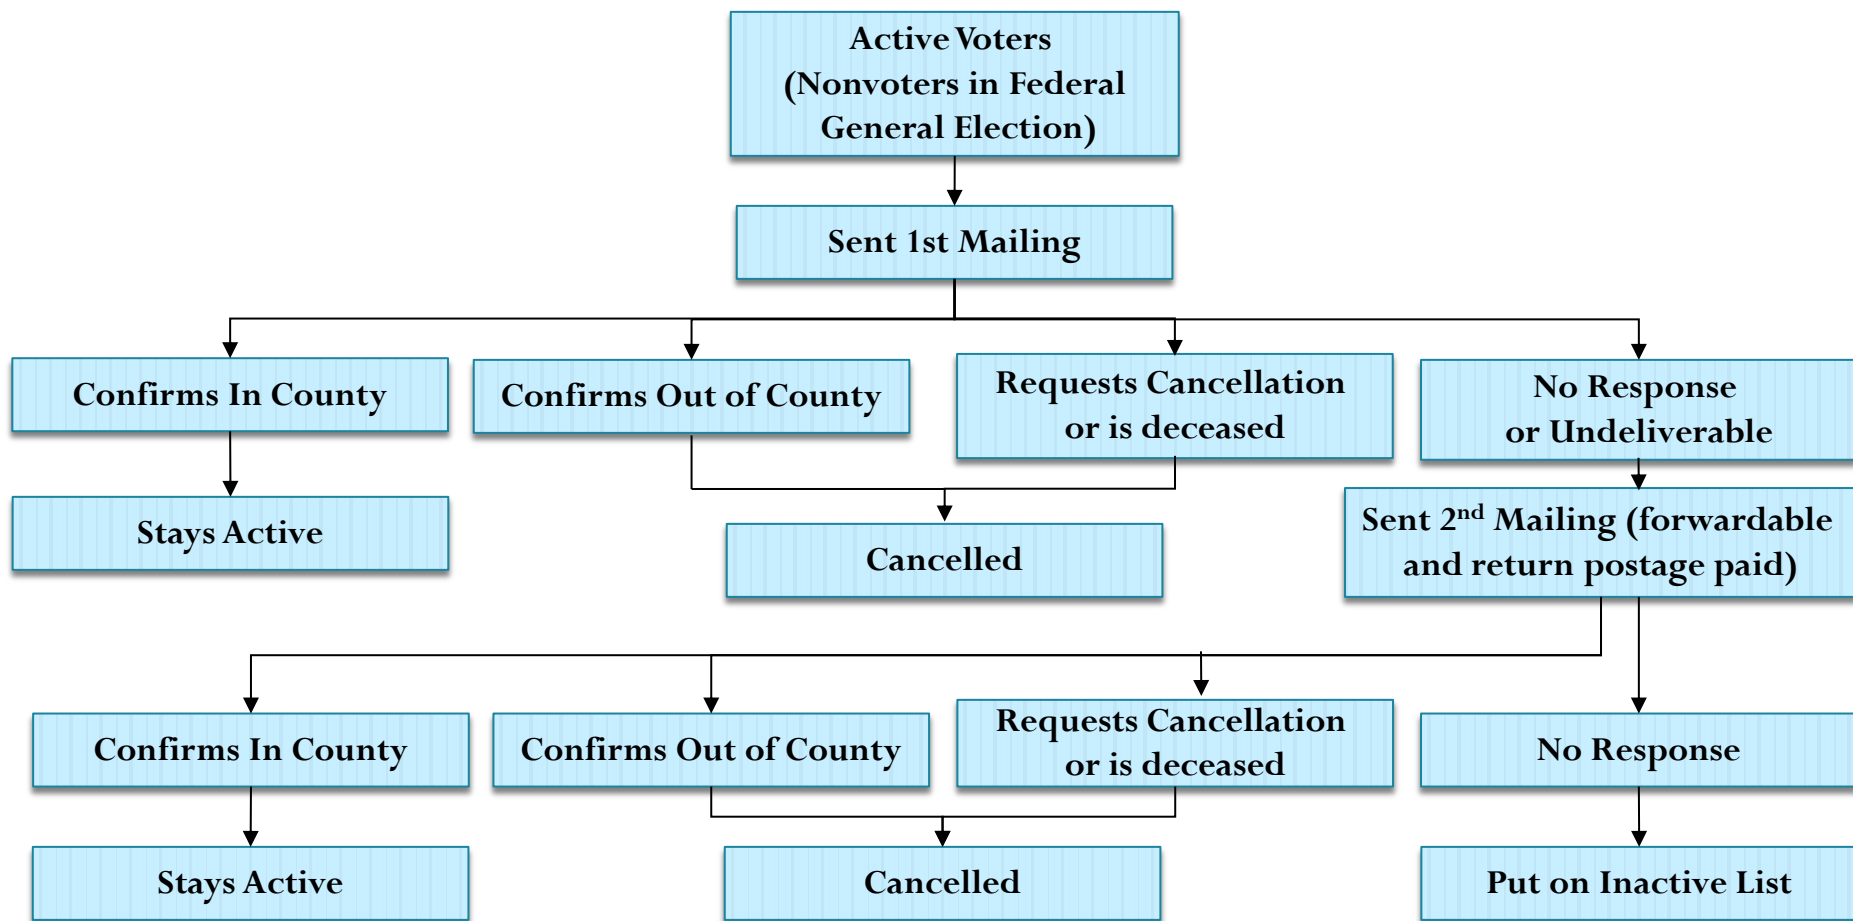 Active Voters
(Nonvoters in Federal
General Election)
Sent 1st Mailing
Confirms In County
Confirms Out of County
Requests Cancellation
or is deceased
No Response
or Undeliverable
Stays Active
Cancelled
Sent 2nd Mailing (forwardable
and return postage paid)
Confirms In County
Confirms Out of County
Requests Cancellation
or is deceased
No Response
Stays Active
Cancelled
Put on Inactive List